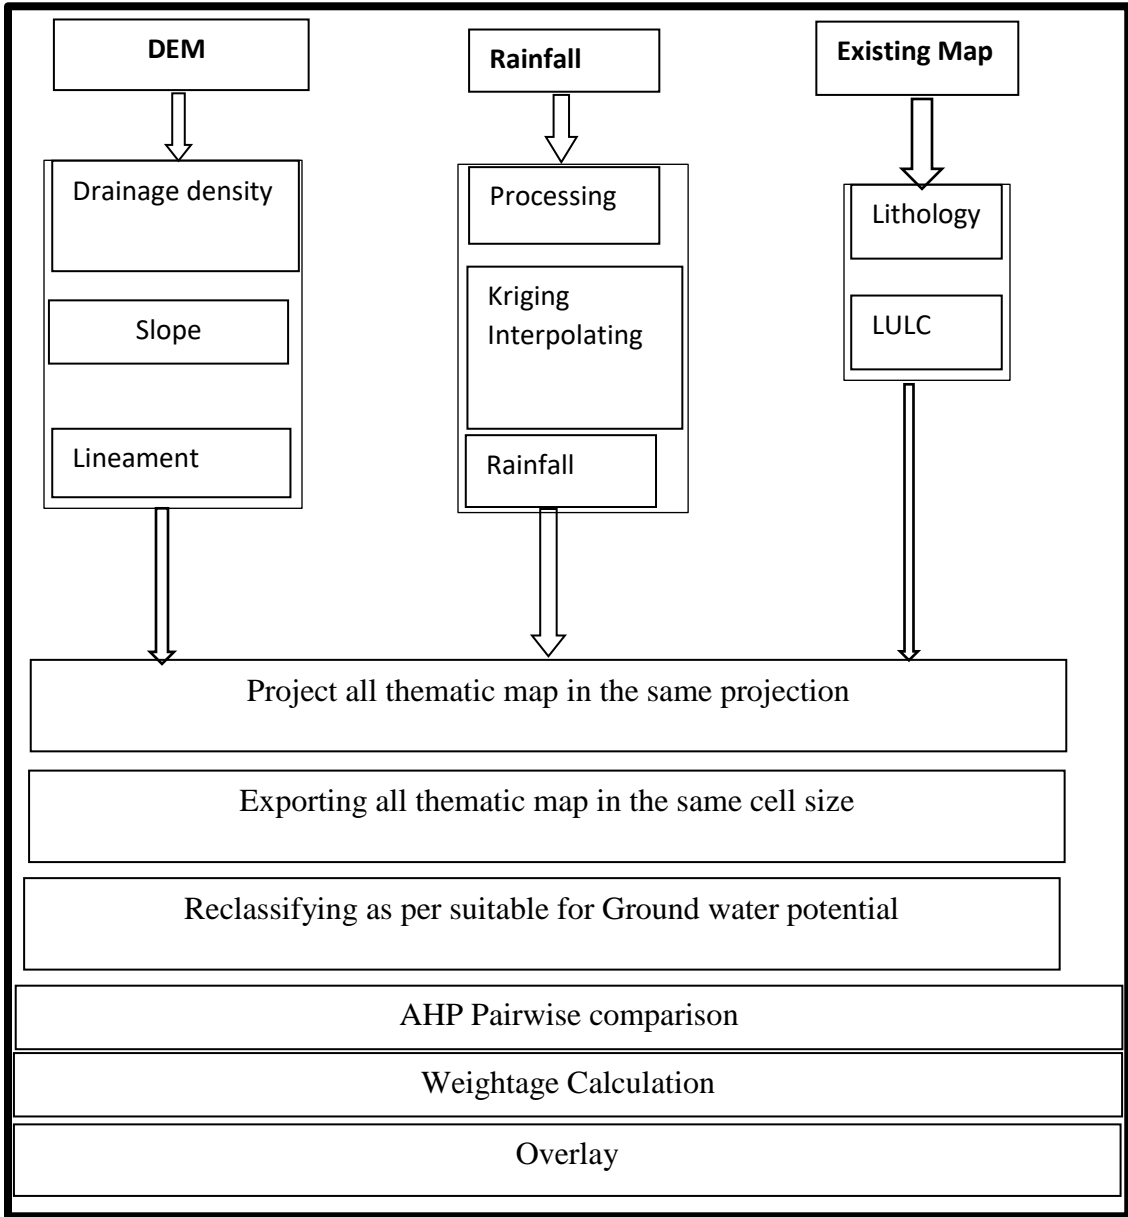 DEM
Rainfall
Existing Map
Drainage density
Slope
Lineament
Processing
Kriging
Interpolating
Rainfall
Lithology
LULC
Project all thematic map in the same projection
Exporting all thematic map in the same cell size
Reclassifying as per suitable for Ground water potential
AHP Pairwise comparison
Weightage Calculation
Overlay